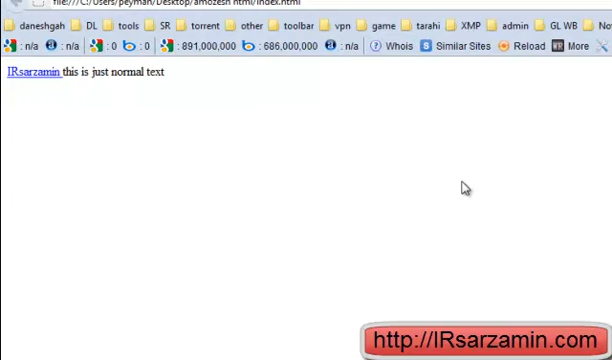 file:///C:/Users/peyman/Desktop/amozesh html/index.html
daneshgah DL tools SR torrent other toolbar vpn game tarahi XMP admin GL WB
: n/a : n/a : 0 : 0 : 891,000,000 : 686,000,000 : n/a Whois Similar Sites Reload More
IRsarzamin this is just normal text
http://IRsarzamin.com